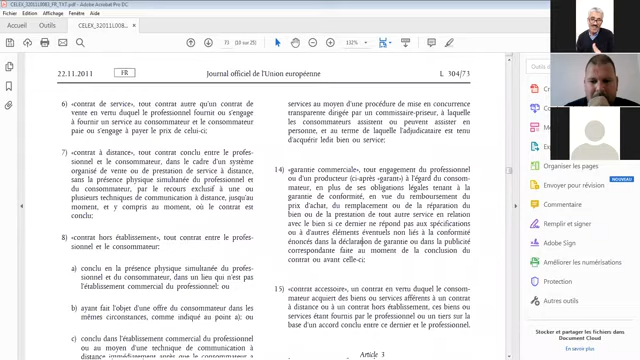 CELEX_32011L0083_FR_TXT.pdf - Adobe Acrobat Pro DC
Fichier Edition Affichage Fenêtre Aide
Accueil Outils CELEX_32011L0083... ×
73 (10 sur 25) 132%
22.11.2011 FR Journal officiel de l'Union européenne L 304/73
6) «contrat de service», tout contrat autre qu'un contrat de
vente en vertu duquel le professionnel fournit ou s'engage
à fournir un service au consommateur et le consommateur
paie ou s'engage à payer le prix de celui-ci;
7) «contrat à distance», tout contrat conclu entre le profes-
sionnel et le consommateur, dans le cadre d'un système
organisé de vente ou de prestation de service à distance,
sans la présence physique simultanée du professionnel et
du consommateur, par le recours exclusif à une ou
plusieurs techniques de communication à distance, jusqu'au
moment, et y compris au moment, où le contrat est
conclu;
8) «contrat hors établissement», tout contrat entre le profes-
sionnel et le consommateur:
a) conclu en la présence physique simultanée du profes-
sionnel et du consommateur, dans un lieu qui n'est pas
l'établissement commercial du professionnel; ou
b) ayant fait l'objet d'une offre du consommateur dans les
mêmes circonstances, comme indiqué au point a); ou
c) conclu dans l'établissement commercial du professionnel
ou au moyen d'une technique de communication à
distance immédiatement après que le consommateur a
services au moyen d'une procédure de mise en concurrence
transparente dirigée par un commissaire-priseur, à laquelle
les consommateurs assistent ou peuvent assister en
personne, et au terme de laquelle l'adjudicataire est tenu
d'acquérir ledit bien ou service;
14) «garantie commerciale», tout engagement du professionnel
ou d'un producteur (ci-après «garant») à l'égard du consom-
mateur, en plus de ses obligations légales tenant à la
garantie de conformité, en vue du remboursement du
prix d'achat, du remplacement ou de la réparation du
bien ou de la prestation de tout autre service en relation
avec le bien si ce dernier ne répond pas aux spécifications
ou à d'autres éléments éventuels non liés à la conformité
énoncés dans la déclaration de garantie ou dans la publicité
correspondante faite au moment de la conclusion du
contrat ou avant celle-ci;
15) «contrat accessoire», un contrat en vertu duquel le consom-
mateur acquiert des biens ou services afférents à un contrat
à distance ou à un contrat hors établissement, ces biens ou
services étant fournis par le professionnel ou un tiers sur la
base d'un accord conclu entre ce dernier et le professionnel.
Article 3
Organiser les pages
NOUVEAU
Envoyer pour révision
Commentaire
Remplir et signer
Adobe Sign
Améliorer les numérisations
Protection
Autres outils
Stocker et partager les fichiers dans
Document Cloud
En savoir plus